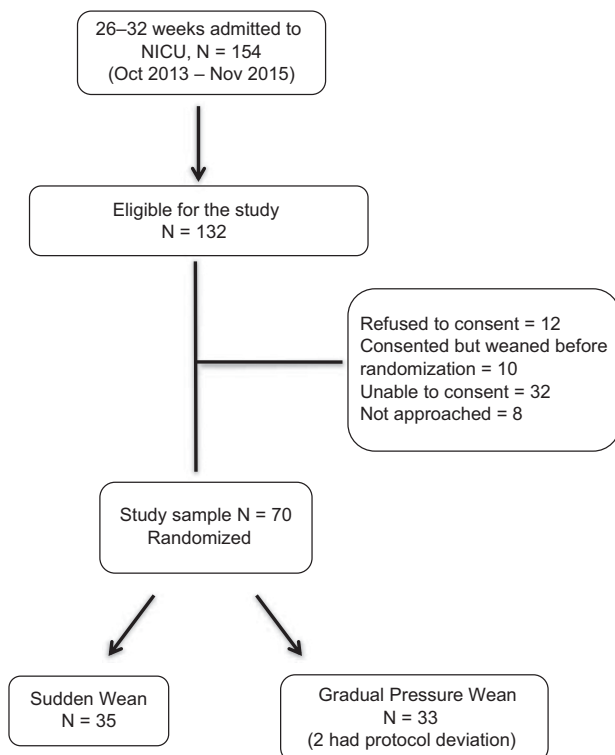 26–32 weeks admitted to
NICU, N = 154
(Oct 2013 – Nov 2015)
Eligible for the study
N = 132
Refused to consent = 12
Consented but weaned before
randomization = 10
Unable to consent = 32
Not approached = 8
Study sample N = 70
Randomized
Sudden Wean
N = 35
Gradual Pressure Wean
N = 33
(2 had protocol deviation)